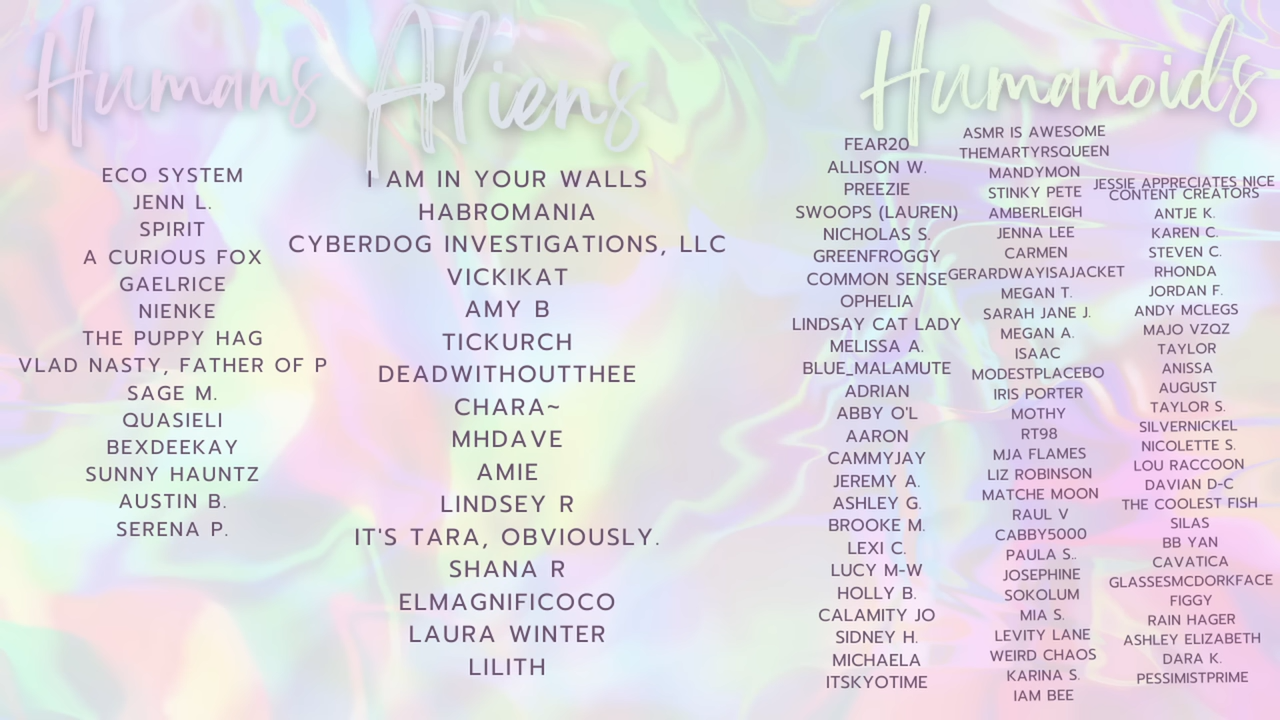 Humans
ECO SYSTEM
JENN L.
SPIRIT
A CURIOUS FOX
GAELRICE
NIENKE
THE PUPPY HAG
VLAD NASTY, FATHER OF P
SAGE M.
QUASIELI
BEXDEEKAY
SUNNY HAUNTZ
AUSTIN B.
SERENA P.
Aliens
I AM IN YOUR WALLS
HABROMANIA
CYBERDOG INVESTIGATIONS, LLC
VICKIKAT
AMY B
TICKURCH
DEADWITHOUTTHEE
CHARA~
MHDAVE
AMIE
LINDSEY R
IT'S TARA, OBVIOUSLY.
SHANA R
ELMAGNIFICOCO
LAURA WINTER
LILITH
Humanoids
FEAR20
ALLISON W.
PREEZIE
SWOOPS (LAUREN)
NICHOLAS S.
GREENFROGGY
COMMON SENSE
OPHELIA
LINDSAY CAT LADY
MELISSA A.
BLUE_MALAMUTE
ADRIAN
ABBY O'L
AARON
CAMMYJAY
JEREMY A.
ASHLEY G.
BROOKE M.
LEXI C.
LUCY M-W
HOLLY B.
CALAMITY JO
SIDNEY H.
MICHAELA
ITSKYOTIME
ASMR IS AWESOME
THEMARTYRSQUEEN
MANDYMON
STINKY PETE
AMBERLEIGH
JENNA LEE
CARMEN
GERARDWAYISAJACKET
MEGAN T.
SARAH JANE J.
MEGAN A.
ISAAC
MODESTPLACEBO
IRIS PORTER
MOTHY
RT98
MJA FLAMES
LIZ ROBINSON
MATCHE MOON
RAUL V
CABBY5000
PAULA S..
JOSEPHINE
SOKOLUM
MIA S.
LEVITY LANE
WEIRD CHAOS
KARINA S.
IAM BEE
JESSIE APPRECIATES NICE
CONTENT CREATORS
ANTJE K.
KAREN C.
STEVEN C.
RHONDA
JORDAN F.
ANDY MCLEGS
MAJO VZQZ
TAYLOR
ANISSA
AUGUST
TAYLOR S.
SILVERNICKEL
NICOLETTE S.
LOU RACCOON
DAVIAN D-C
THE COOLEST FISH
SILAS
BB YAN
CAVATICA
GLASSESMCDORKFACE
FIGGY
RAIN HAGER
ASHLEY ELIZABETH
DARA K.
PESSIMISTPRIME